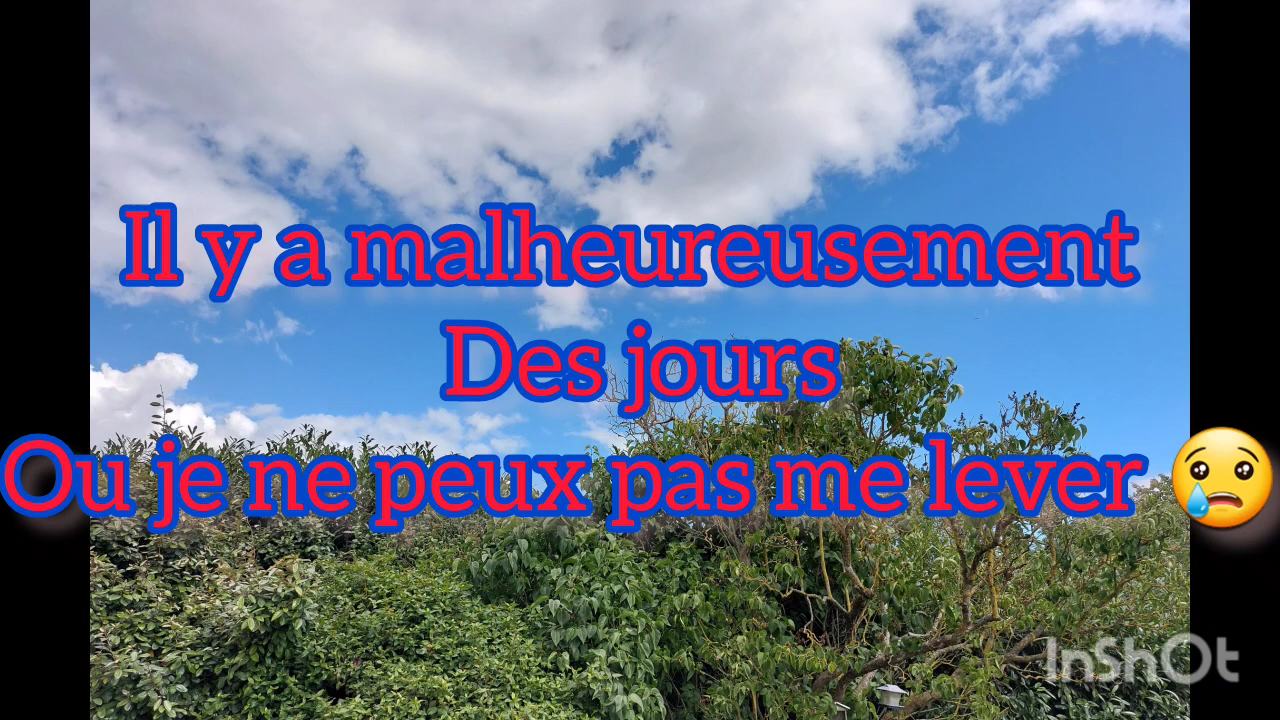 Il y a malheureusement
Des jours
Ou je ne peux pas me lever 😢
InShOt